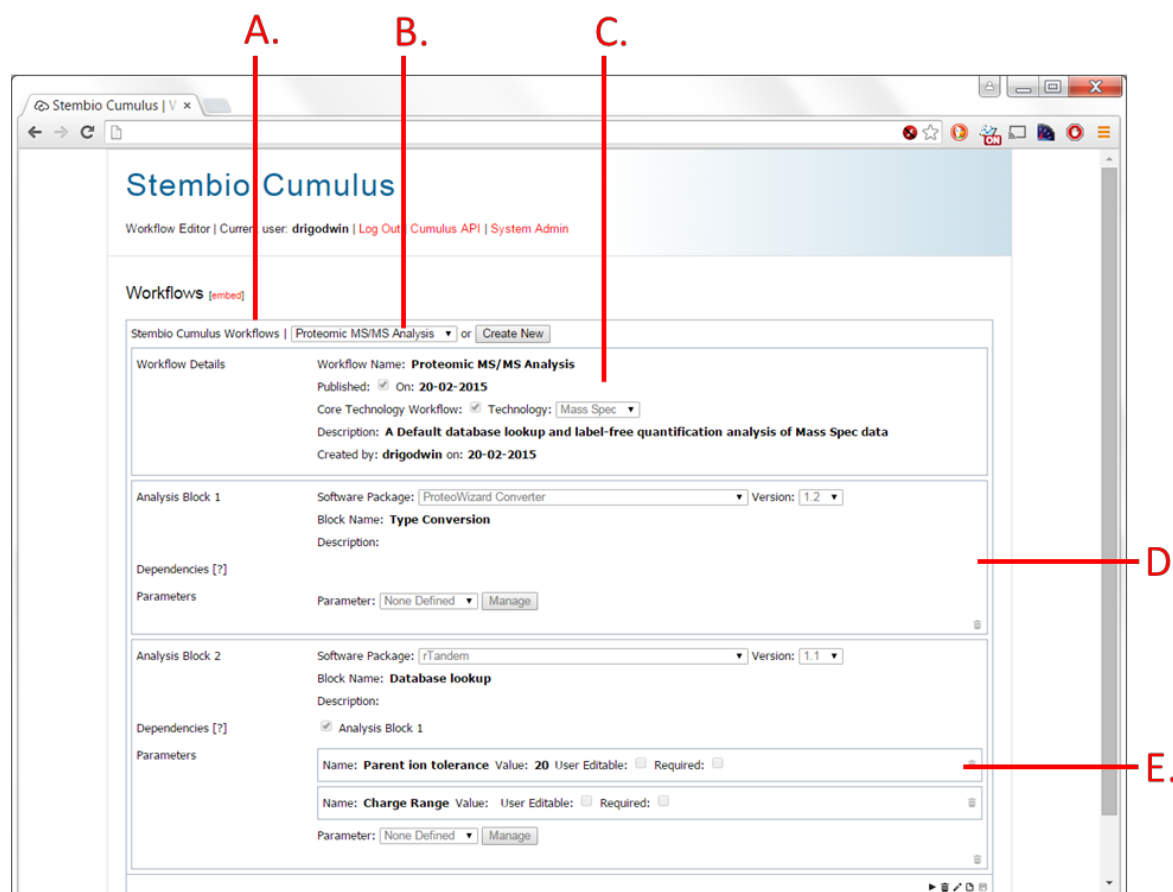 A. B. C.
Stembio Cumulus | V ×
ON
Stembio Cumulus
Workflow Editor | Current user: drigodwin | Log Out | Cumulus API | System Admin
Workflows [embed]
Stembio Cumulus Workflows | Proteomic MS/MS Analysis or Create New
Workflow Details Workflow Name: Proteomic MS/MS Analysis
Published: On: 20-02-2015
Core Technology Workflow: Technology: Mass Spec
Description: A Default database lookup and label-free quantification analysis of Mass Spec data
Created by: drigodwin on: 20-02-2015
Analysis Block 1 Software Package: ProteoWizard Converter Version: 1.2
Block Name: Type Conversion
Description:
D
Dependencies [?]
Parameters Parameter: None Defined Manage
Analysis Block 2 Software Package: rTandem Version: 1.1
Block Name: Database lookup
Description:
Dependencies [?] Analysis Block 1
Parameters
Name: Parent ion tolerance Value: 20 User Editable: Required:
E.
Name: Charge Range Value: User Editable: Required:
Parameter: None Defined Manage